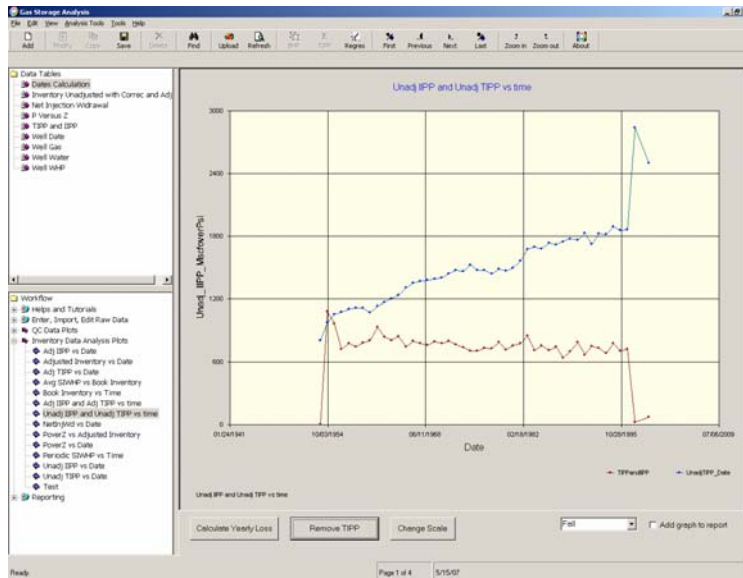 Gas Storage Analysis
File Edit View Analysis Tools Tools Help
Add Modify Copy Save Delete Find Upload Refresh Regres First Previous Next Last Zoom in Zoom out About
Data Tables
Dates Calculation
Inventory Unadjusted with Correc and Adj
Net Injection Widrawal
P Versus Z
TIPP and IIPP
Well Date
Well Gas
Well Water
Well WHP
Workflow
Helps and Tutorials
Enter, Import, Edit Raw Data
QC Data Plots
Inventory Data Analysis Plots
Adj IIPP vs Date
Adjusted Inventory vs Date
Adj TIPP vs Date
Avg SIWHP vs Book Inventory
Book Inventory vs Time
Adj IIPP and Adj TIPP vs time
Unadj IIPP and Unadj TIPP vs time
NetInjWd vs Date
PoverZ vs Adjusted Inventory
PoverZ vs Date
Periodic SIWHP vs Time
Unadj IIPP vs Date
Unadj TIPP vs Date
Test
Reporting
Unadj IIPP and Unadj TIPP vs time
3000
2400
1800
1200
600
0
Unadj_IIPP_MscfoverPsi
01/24/1941 10/03/1954 06/11/1968 02/18/1982 10/28/1995 07/06/2009
Date
TIPPandIIPP UnadjTIPP_Date
Unadj IIPP and Unadj TIPP vs time
Calculate Yearly Loss Remove TIPP Change Scale Fall Add graph to report
Ready Page 1 of 4 5/15/07